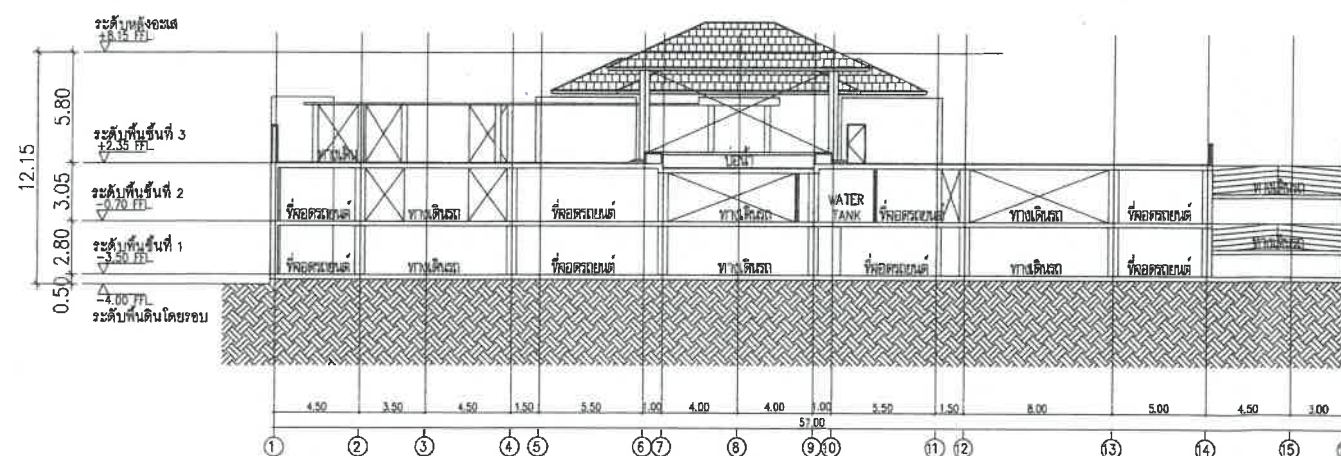 ระดับหลังอะเส
+8.15 FFL.
5.80
ระดับพื้นชั้นที่ 3
+2.35 FFL.
12.15
3.05
ระดับพื้นชั้นที่ 2
-0.70 FFL.
2.80
ระดับพื้นชั้นที่ 1
-3.50 FFL.
0.50
-4.00 FFL.
ระดับพื้นดินโดยรอบ
ทางเดิน
บ่อน้ำ
ที่จอดรถยนต์ ทางเดินรถ ที่จอดรถยนต์ ทางเดินรถ WATER TANK ที่จอดรถยนต์ ทางเดินรถ ที่จอดรถยนต์ ทางเดินรถ
ที่จอดรถยนต์ ทางเดินรถ ที่จอดรถยนต์ ทางเดินรถ ที่จอดรถยนต์ ทางเดินรถ ที่จอดรถยนต์ ทางเดินรถ
4.50 3.50 4.50 1.50 5.50 1.00 4.00 4.00 1.00 5.50 1.50 8.00 5.00 4.50 3.00
57.00
1 2 3 4 5 6 7 8 9 10 11 12 13 14 15